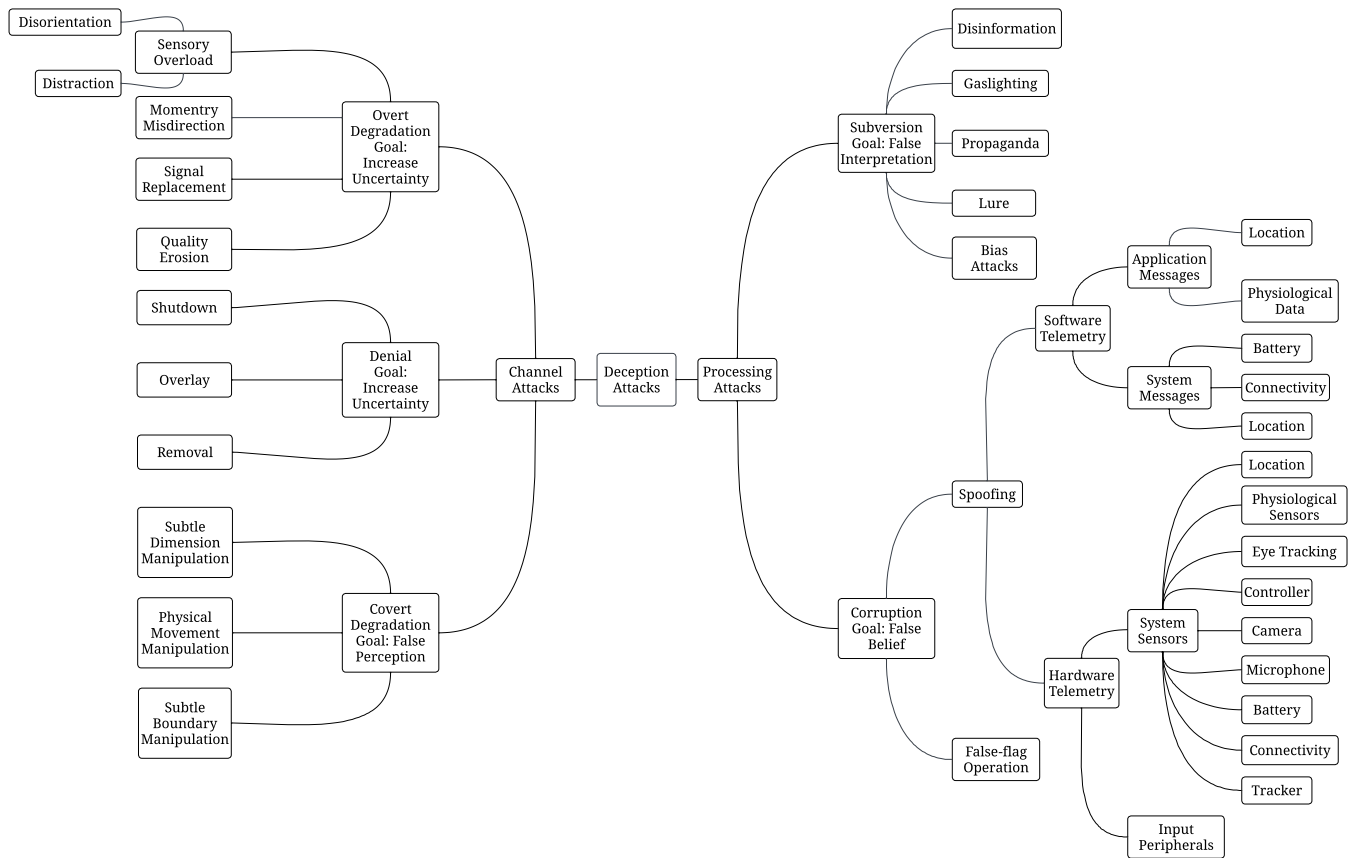 Disorientation
Sensory
Overload
Distraction
Momentry
Misdirection
Signal
Replacement
Quality
Erosion
Overt
Degradation
Goal:
Increase
Uncertainty
Shutdown
Overlay
Removal
Denial
Goal:
Increase
Uncertainty
Subtle
Dimension
Manipulation
Physical
Movement
Manipulation
Subtle
Boundary
Manipulation
Covert
Degradation
Goal: False
Perception
Channel
Attacks
Deception
Attacks
Processing
Attacks
Subversion
Goal: False
Interpretation
Disinformation
Gaslighting
Propaganda
Lure
Bias
Attacks
Corruption
Goal: False
Belief
Spoofing
False-flag
Operation
Software
Telemetry
Application
Messages
Location
Physiological
Data
System
Messages
Battery
Connectivity
Location
Hardware
Telemetry
System
Sensors
Location
Physiological
Sensors
Eye Tracking
Controller
Camera
Microphone
Battery
Connectivity
Tracker
Input
Peripherals